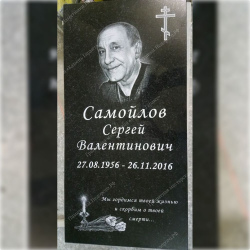 Самойлов
Сергей
Валентинович
27.08.1956 - 26.11.2016
Мы гордимся твоей жизнью
и скорбим о твоей
смерти...